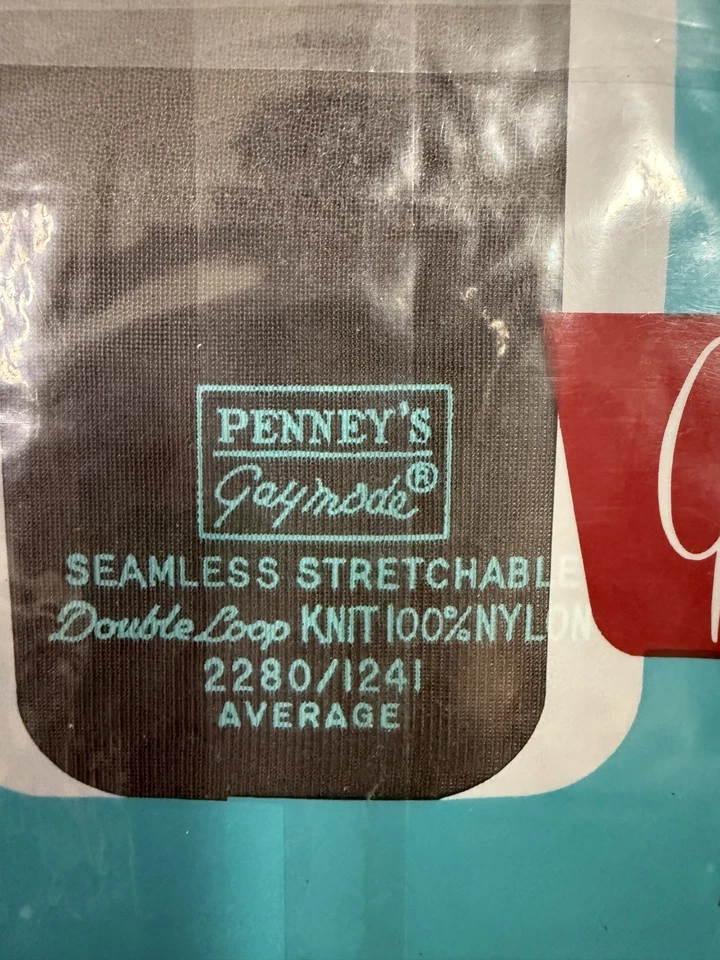 PENNEY'S
Gaymode®
SEAMLESS STRETCHABLE
Double Loop KNIT 100% NYLON
2280/1241
AVERAGE